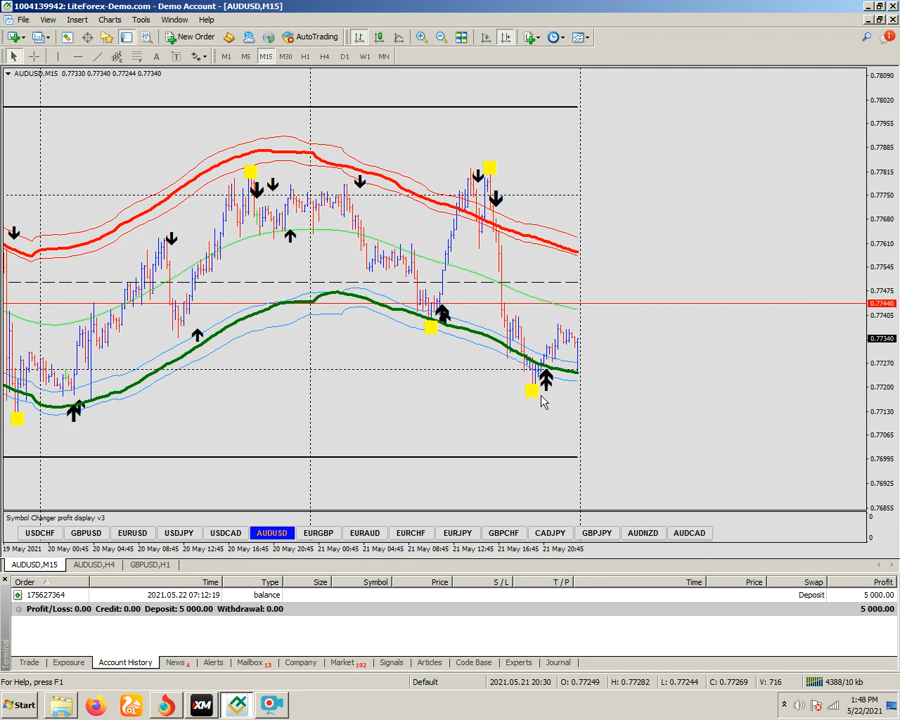 1004139942: LiteForex-Demo.com - Demo Account - [AUDUSD,M15]
File View Insert Charts Tools Window Help
New Order AutoTrading
M1 M5 M15 M30 H1 H4 D1 W1 MN
AUDUSD,M15 0.77330 0.77340 0.77244 0.77340
0.78090
0.78020
0.77955
0.77885
0.77815
0.77750
0.77680
0.77610
0.77545
0.77475
0.77440
0.77405
0.77340
0.77270
0.77200
0.77130
0.77065
0.76995
0.76925
0.76855
Symbol Changer profit display v3
0
0
USDCHF GBPUSD EURUSD USDJPY USDCAD AUDUSD EURGBP EURAUD EURCHF EURJPY GBPCHF CADJPY GBPJPY AUDNZD AUDCAD
19 May 2021 20 May 00:45 20 May 04:45 20 May 08:45 20 May 12:45 20 May 16:45 20 May 20:45 21 May 00:45 21 May 04:45 21 May 08:45 21 May 12:45 21 May 16:45 21 May 20:45
AUDUSD,M15 AUDUSD,H4 GBPUSD,H1
Order Time Type Size Symbol Price S / L T / P Time Price Swap Profit
175627364 2021.05.22 07:12:19 balance Deposit 5 000.00
Profit/Loss: 0.00 Credit: 0.00 Deposit: 5 000.00 Withdrawal: 0.00 5 000.00
Terminal
Trade Exposure Account History News 4 Alerts Mailbox 13 Company Market 192 Signals Articles Code Base Experts Journal
For Help, press F1 Default 2021.05.21 20:30 O: 0.77249 H: 0.77282 L: 0.77244 C: 0.77269 V: 716 4388/10 kb
Start XM 1:48 PM
5/22/2021